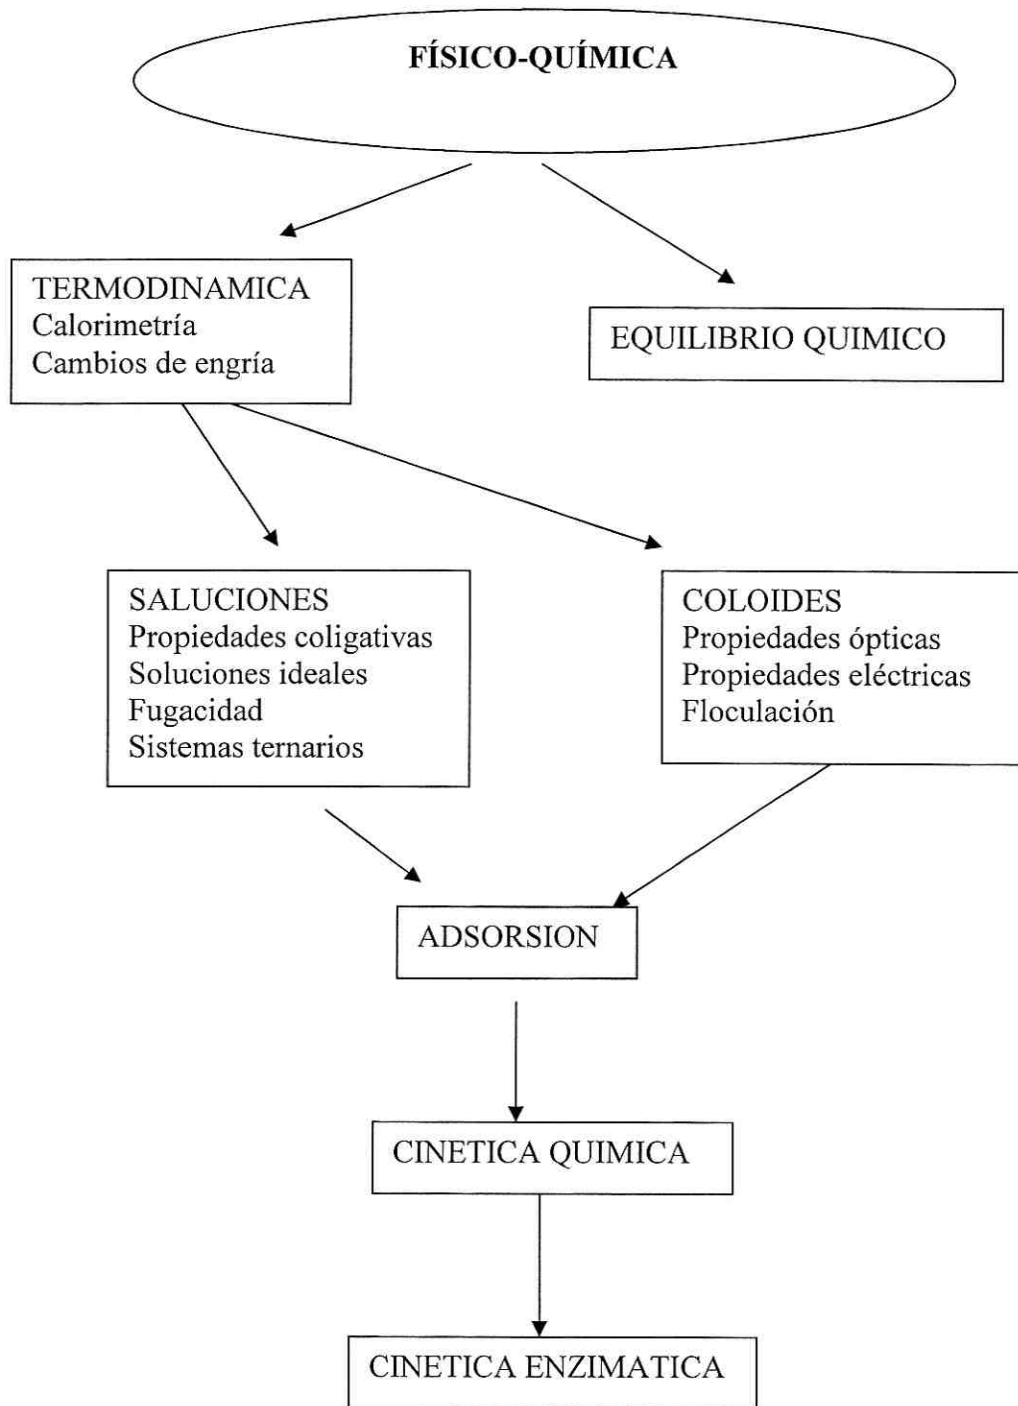 FÍSICO-QUÍMICA
TERMODINAMICA
Calorimetría
Cambios de engría
EQUILIBRIO QUIMICO
SALUCIONES
Propiedades coligativas
Soluciones ideales
Fugacidad
Sistemas ternarios
COLOIDES
Propiedades ópticas
Propiedades eléctricas
Floculación
ADSORSION
CINETICA QUIMICA
CINETICA ENZIMATICA